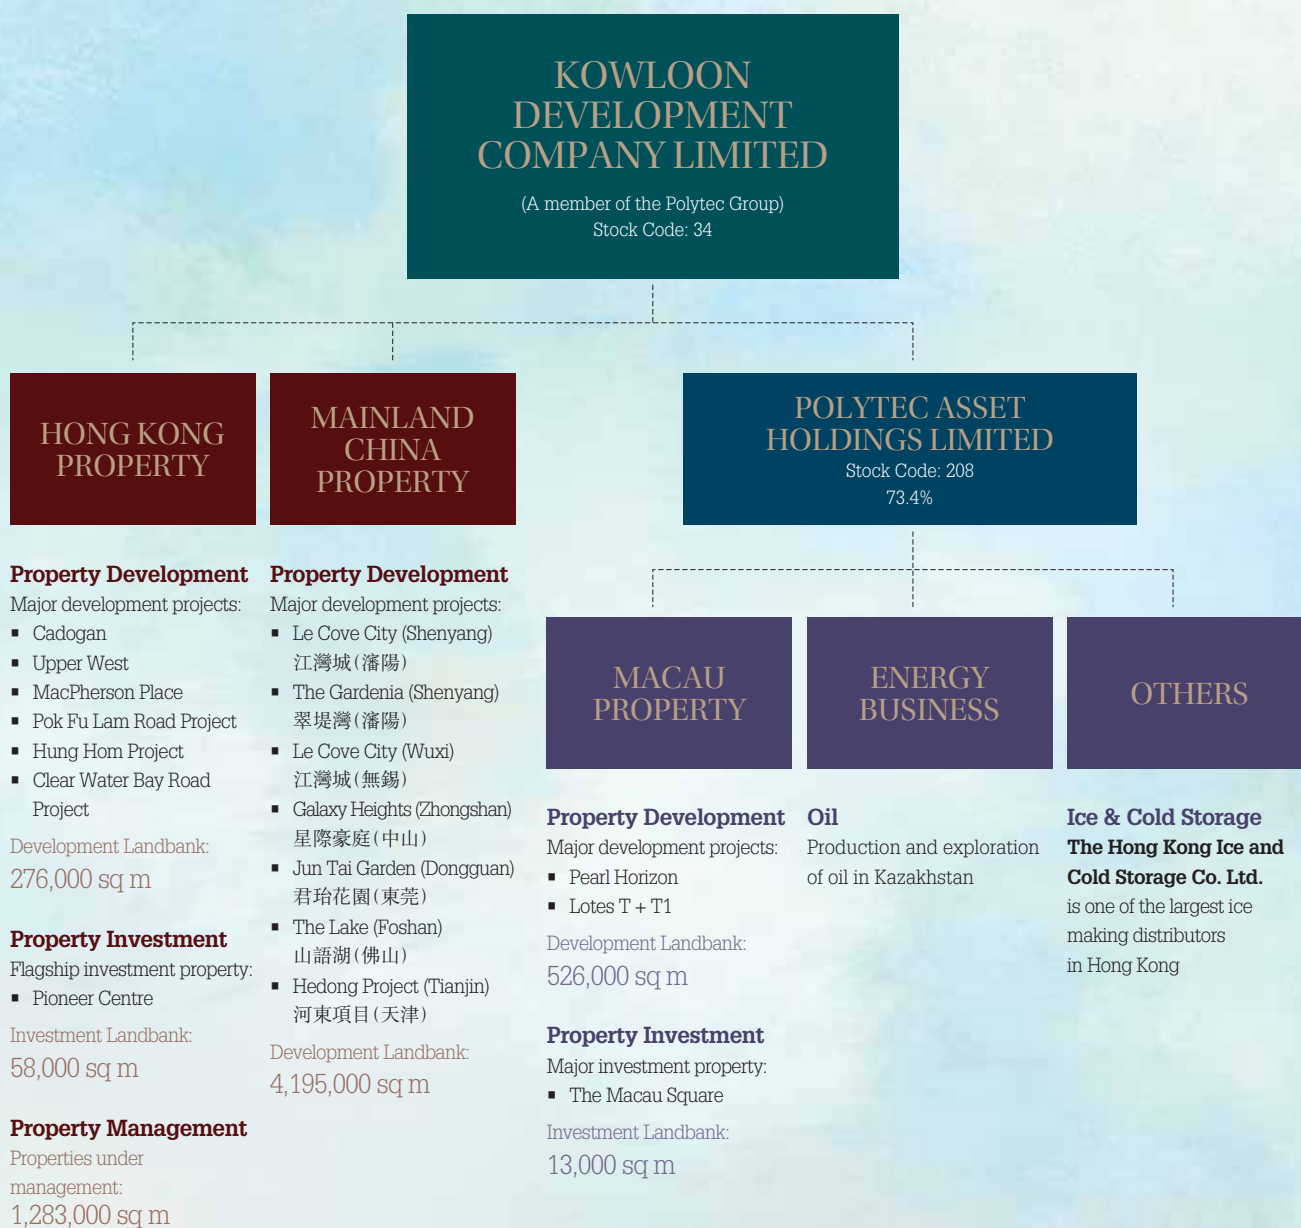 KOWLOON
DEVELOPMENT
COMPANY LIMITED
(A member of the Polytec Group)
Stock Code: 34
HONG KONG
PROPERTY
Property Development
Major development projects:
▪ Cadogan
▪ Upper West
▪ MacPherson Place
▪ Pok Fu Lam Road Project
▪ Hung Hom Project
▪ Clear Water Bay Road
Project
Development Landbank:
276,000 sq m
Property Investment
Flagship investment property:
▪ Pioneer Centre
Investment Landbank:
58,000 sq m
Property Management
Properties under
management:
1,283,000 sq m
MAINLAND
CHINA
PROPERTY
Property Development
Major development projects:
▪ Le Cove City (Shenyang)
江灣城(瀋陽)
▪ The Gardenia (Shenyang)
翠堤灣(瀋陽)
▪ Le Cove City (Wuxi)
江灣城(無錫)
▪ Galaxy Heights (Zhongshan)
星際豪庭(中山)
▪ Jun Tai Garden (Dongguan)
君珆花園(東莞)
▪ The Lake (Foshan)
山語湖(佛山)
▪ Hedong Project (Tianjin)
河東項目(天津)
Development Landbank:
4,195,000 sq m
POLYTEC ASSET
HOLDINGS LIMITED
Stock Code: 208
73.4%
MACAU
PROPERTY
Property Development
Major development projects:
▪ Pearl Horizon
▪ Lotes T + T1
Development Landbank:
526,000 sq m
Property Investment
Major investment property:
▪ The Macau Square
Investment Landbank:
13,000 sq m
ENERGY
BUSINESS
Oil
Production and exploration
of oil in Kazakhstan
OTHERS
Ice & Cold Storage
The Hong Kong Ice and
Cold Storage Co. Ltd.
is one of the largest ice
making distributors
in Hong Kong